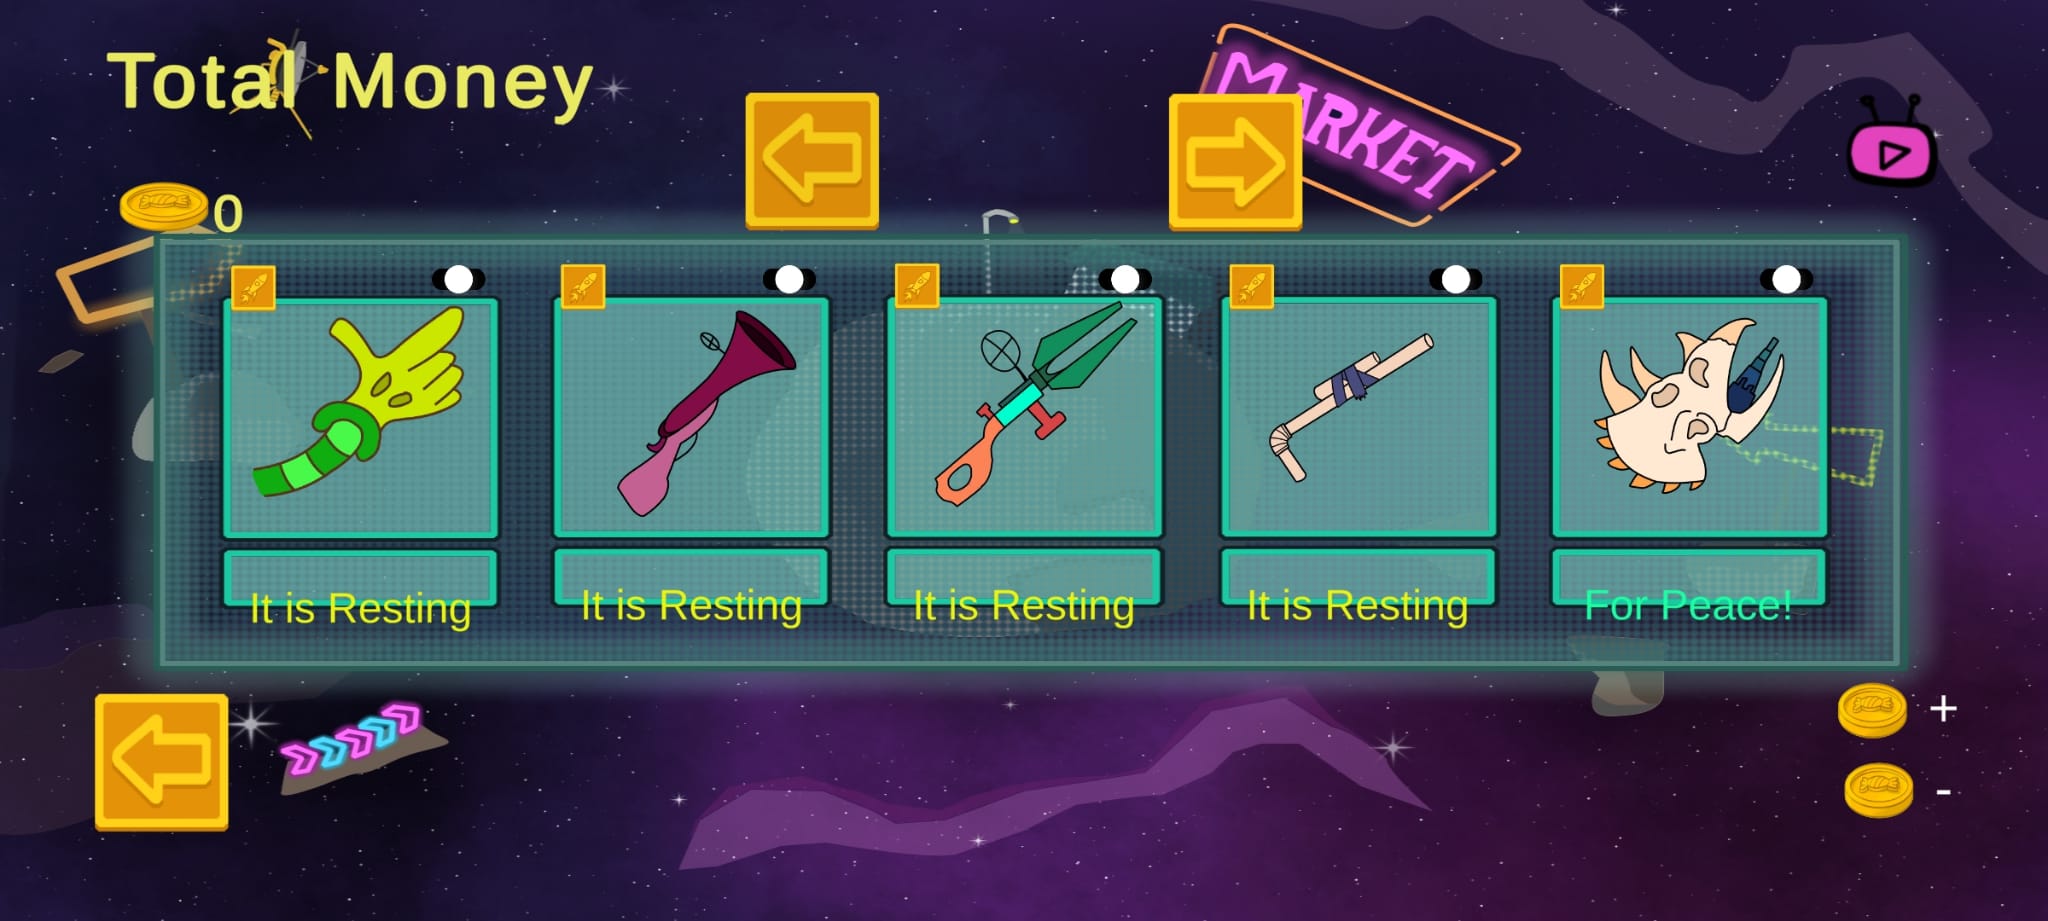 Total Money
MARKET
0
It is Resting
It is Resting
It is Resting
It is Resting
For Peace!
+
-